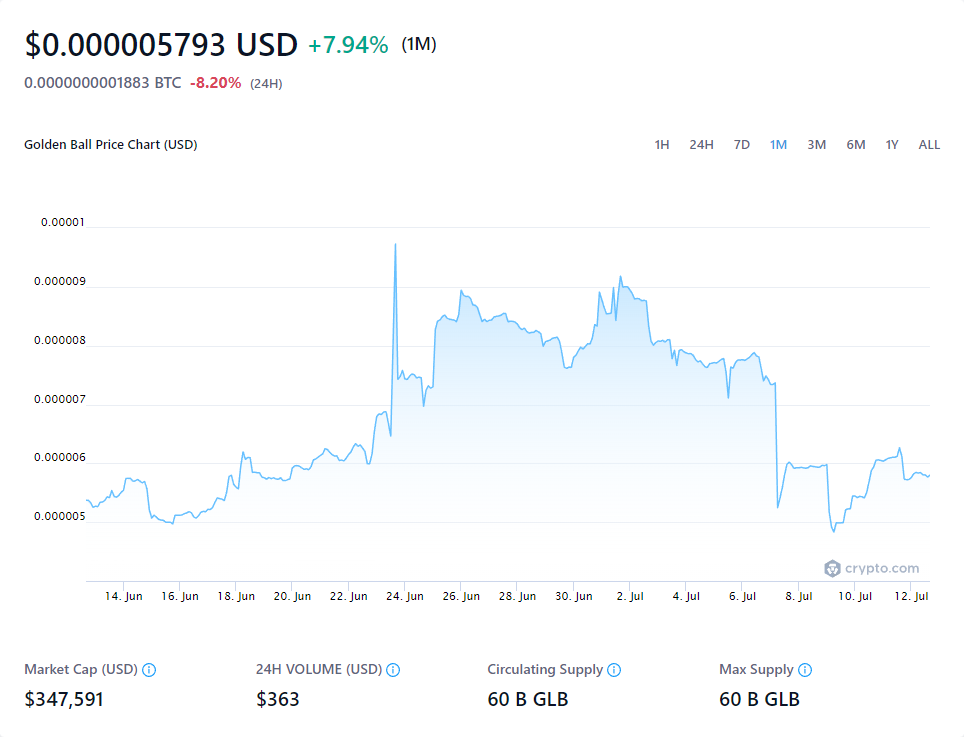 $0.000005793 USD +7.94% (1M)
0.0000000001883 BTC -8.20% (24H)
Golden Ball Price Chart (USD) 1H 24H 7D 1M 3M 6M 1Y ALL
0.00001
0.000009
0.000008
0.000007
0.000006
0.000005
crypto.com
14. Jun 16. Jun 18. Jun 20. Jun 22. Jun 24. Jun 26. Jun 28. Jun 30. Jun 2. Jul 4. Jul 6. Jul 8. Jul 10. Jul 12. Jul
Market Cap (USD) 24H VOLUME (USD) Circulating Supply Max Supply
$347,591 $363 60 B GLB 60 B GLB